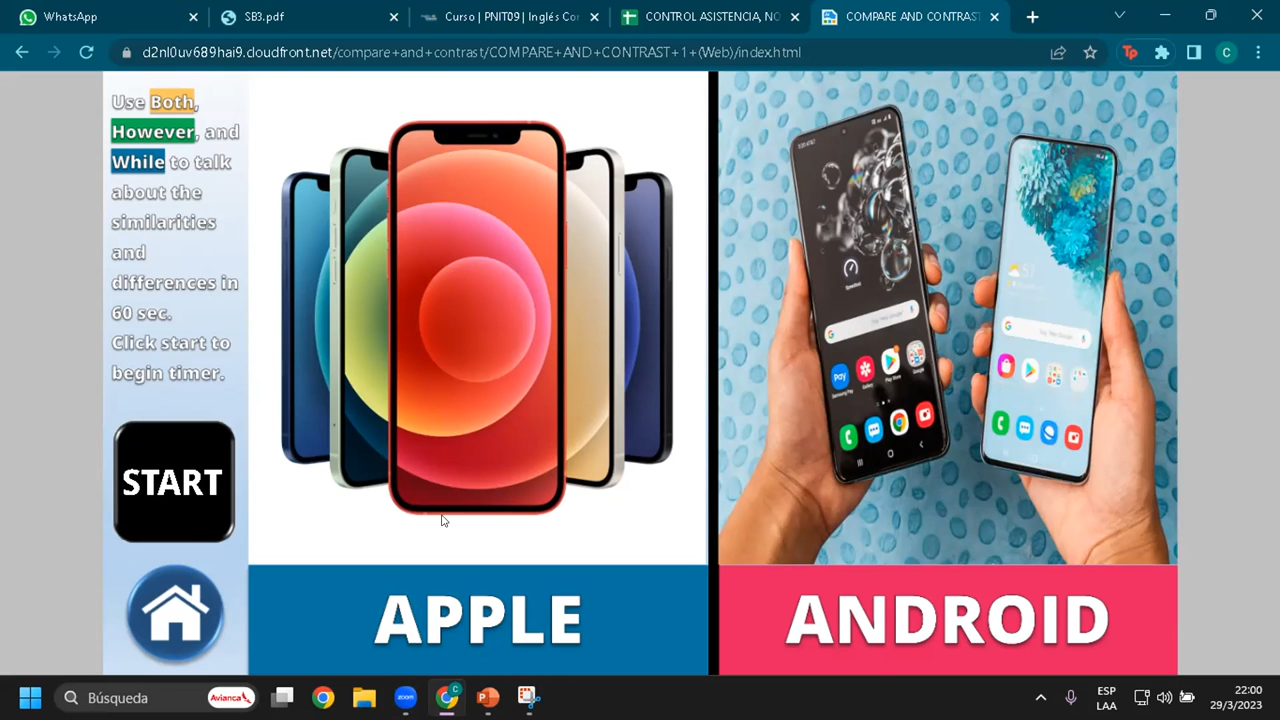 WhatsApp
SB3.pdf
Curso | PNIT09 | Inglés Con
CONTROL ASISTENCIA, NO
COMPARE AND CONTRAST
d2nl0uv689hai9.cloudfront.net/compare+and+contrast/COMPARE+AND+CONTRAST+1+(Web)/index.html
C
Use Both,
However, and
While to talk
about the
similarities
and
differences in
60 sec.
Click start to
begin timer.
START
APPLE
ANDROID
Pay
Búsqueda
Avianca
ESP
LAA
22:00
29/3/2023